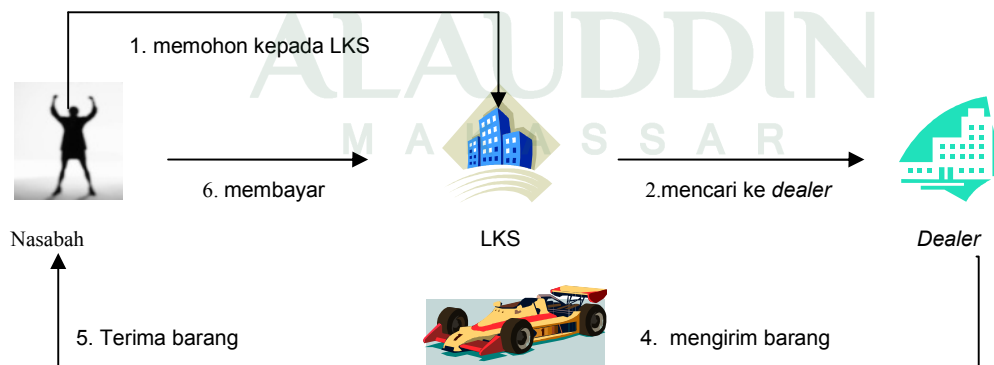 ALAUDDIN
1. memohon kepada LKS
MAKASSAR
6. membayar
2.mencari ke dealer
Nasabah
LKS
Dealer
5. Terima barang
4. mengirim barang